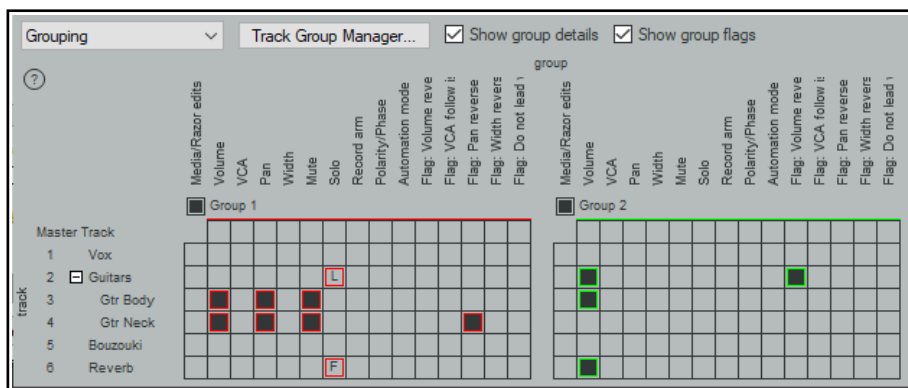 Grouping Track Group Manager... Show group details Show group flags
group
?
Media/Razor edits
Volume
VCA
Pan
Width
Mute
Solo
Record arm
Polarity/Phase
Automation mode
Flag: Volume reve
Flag: VCA follow i
Flag: Pan reverse
Flag: Width revers
Flag: Do not lead
Media/Razor edits
Volume
VCA
Pan
Width
Mute
Solo
Record arm
Polarity/Phase
Automation mode
Flag: Volume reve
Flag: VCA follow i
Flag: Pan reverse
Flag: Width revers
Flag: Do not lead
Group 1 Group 2
track
Master Track
1 Vox
2 Guitars L
3 Gtr Body
4 Gtr Neck
5 Bouzouki
6 Reverb F